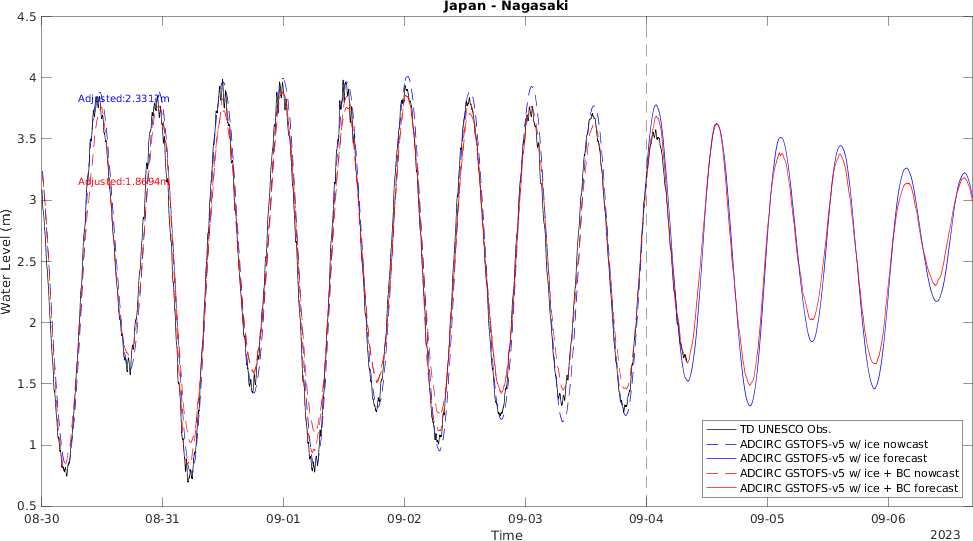 Japan - Nagasaki
4.5
4
3.5
3
2.5
2
1.5
1
0.5
Water Level (m)
Adjusted:2.3317m
Adjusted:1.8694m
TD UNESCO Obs.
ADCIRC GSTOFS-v5 w/ ice nowcast
ADCIRC GSTOFS-v5 w/ ice forecast
ADCIRC GSTOFS-v5 w/ ice + BC nowcast
ADCIRC GSTOFS-v5 w/ ice + BC forecast
08-30 08-31 09-01 09-02 09-03 09-04 09-05 09-06
Time
2023